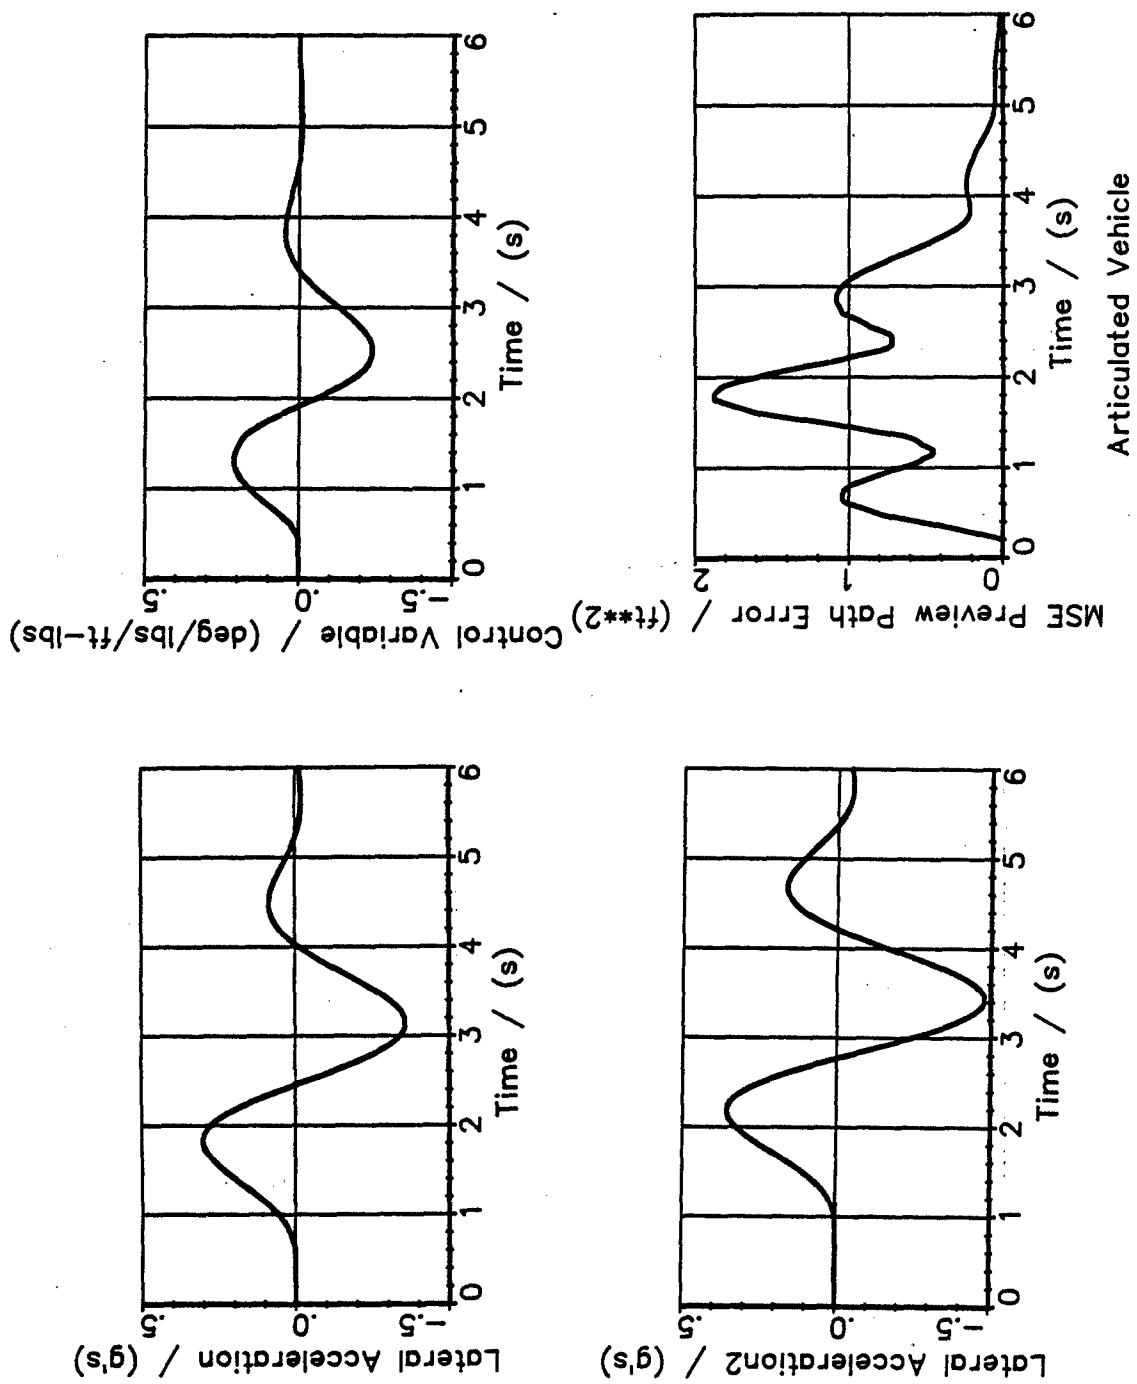 .5
.0
-.5
Control Variable / (deg/lbs/ft-lbs)
0 1 2 3 4 5 6
Time / (s)
2
1
0
MSE Preview Path Error / (ft**2)
0 1 2 3 4 5 6
Time / (s)
Articulated Vehicle
.5
.0
-.5
Lateral Acceleration / (g's)
0 1 2 3 4 5 6
Time / (s)
.5
.0
-.5
Lateral Acceleration2 / (g's)
0 1 2 3 4 5 6
Time / (s)